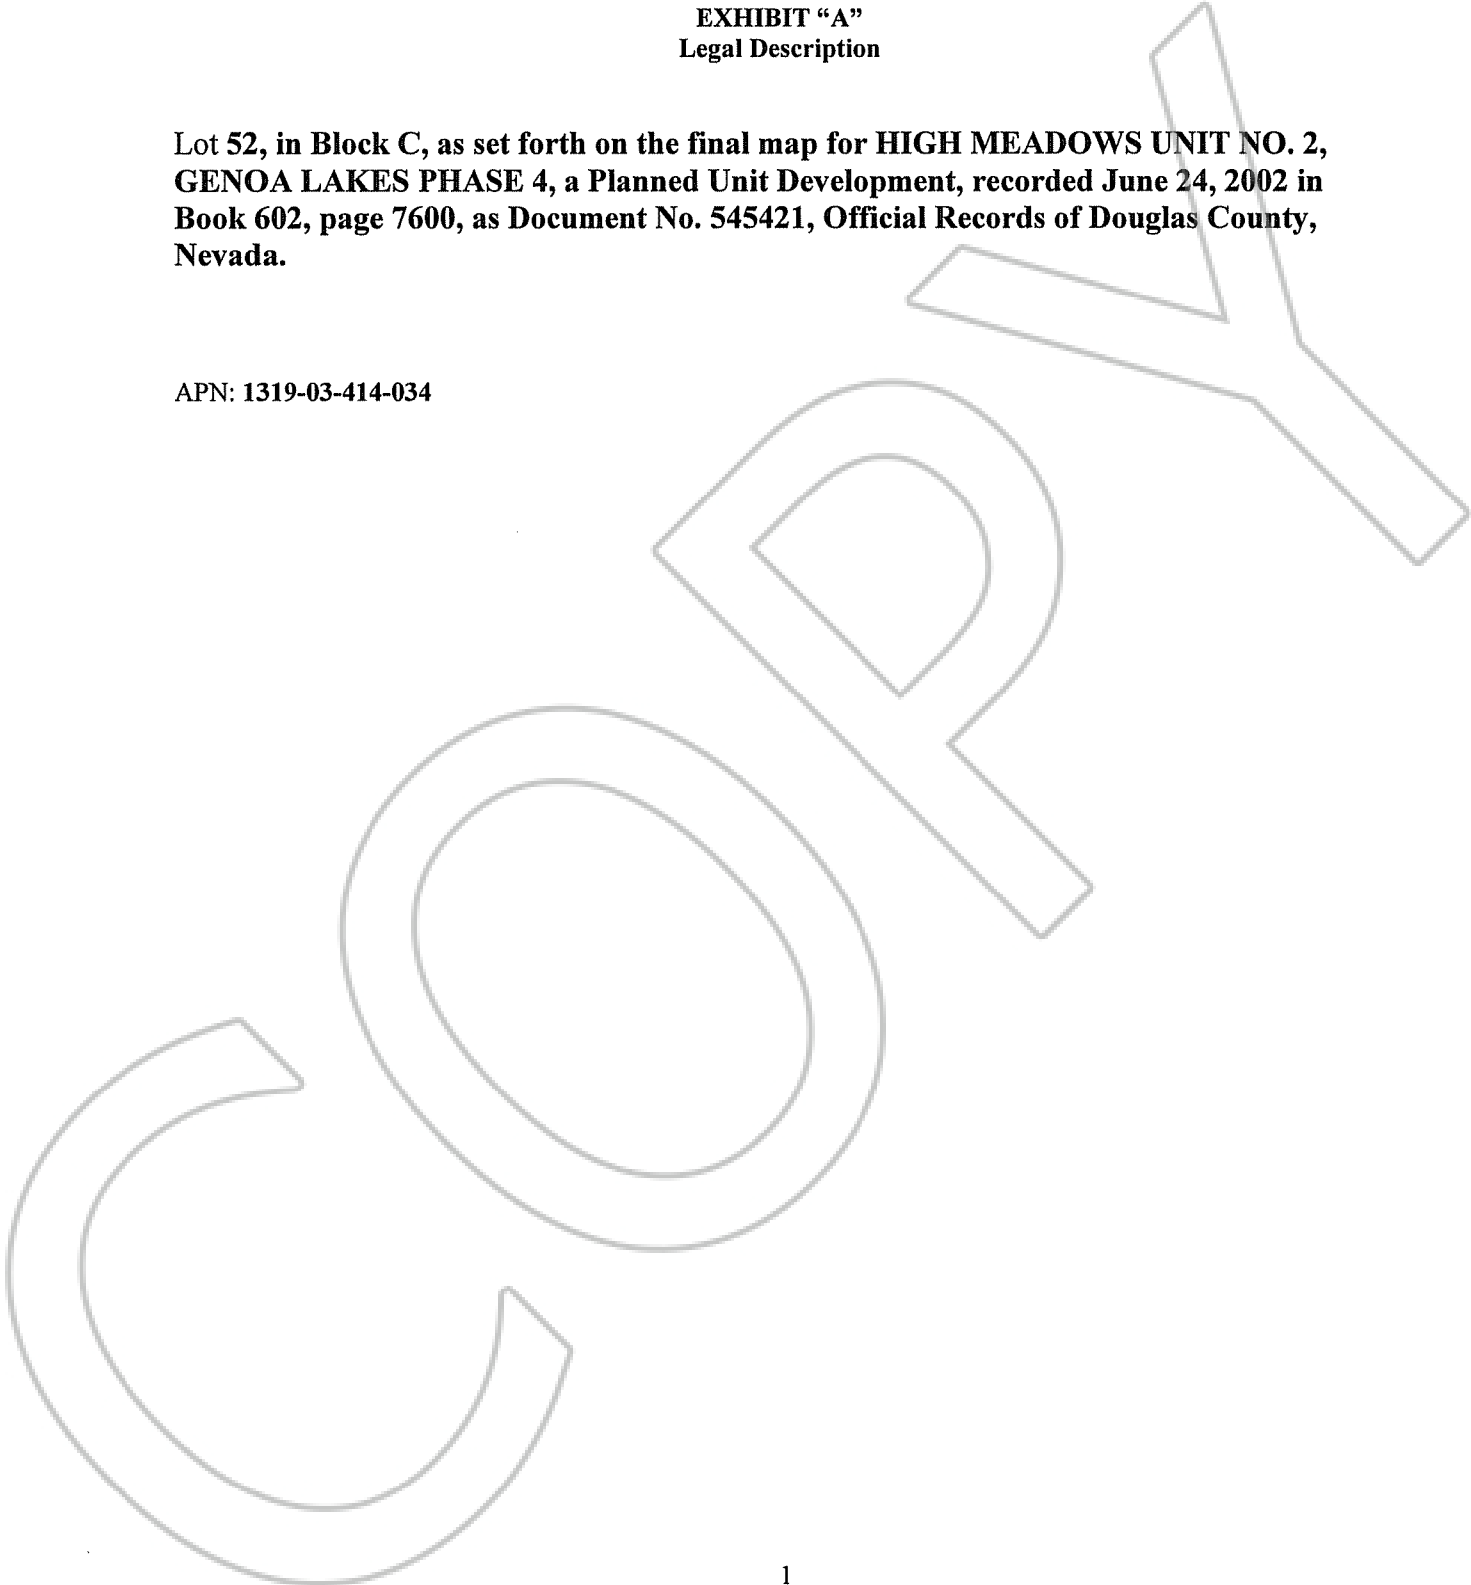 EXHIBIT “A”
Legal Description
Lot 52, in Block C, as set forth on the final map for HIGH MEADOWS UNIT NO. 2,
GENOA LAKES PHASE 4, a Planned Unit Development, recorded June 24, 2002 in
Book 602, page 7600, as Document No. 545421, Official Records of Douglas County,
Nevada.
APN: 1319-03-414-034
COPY
1